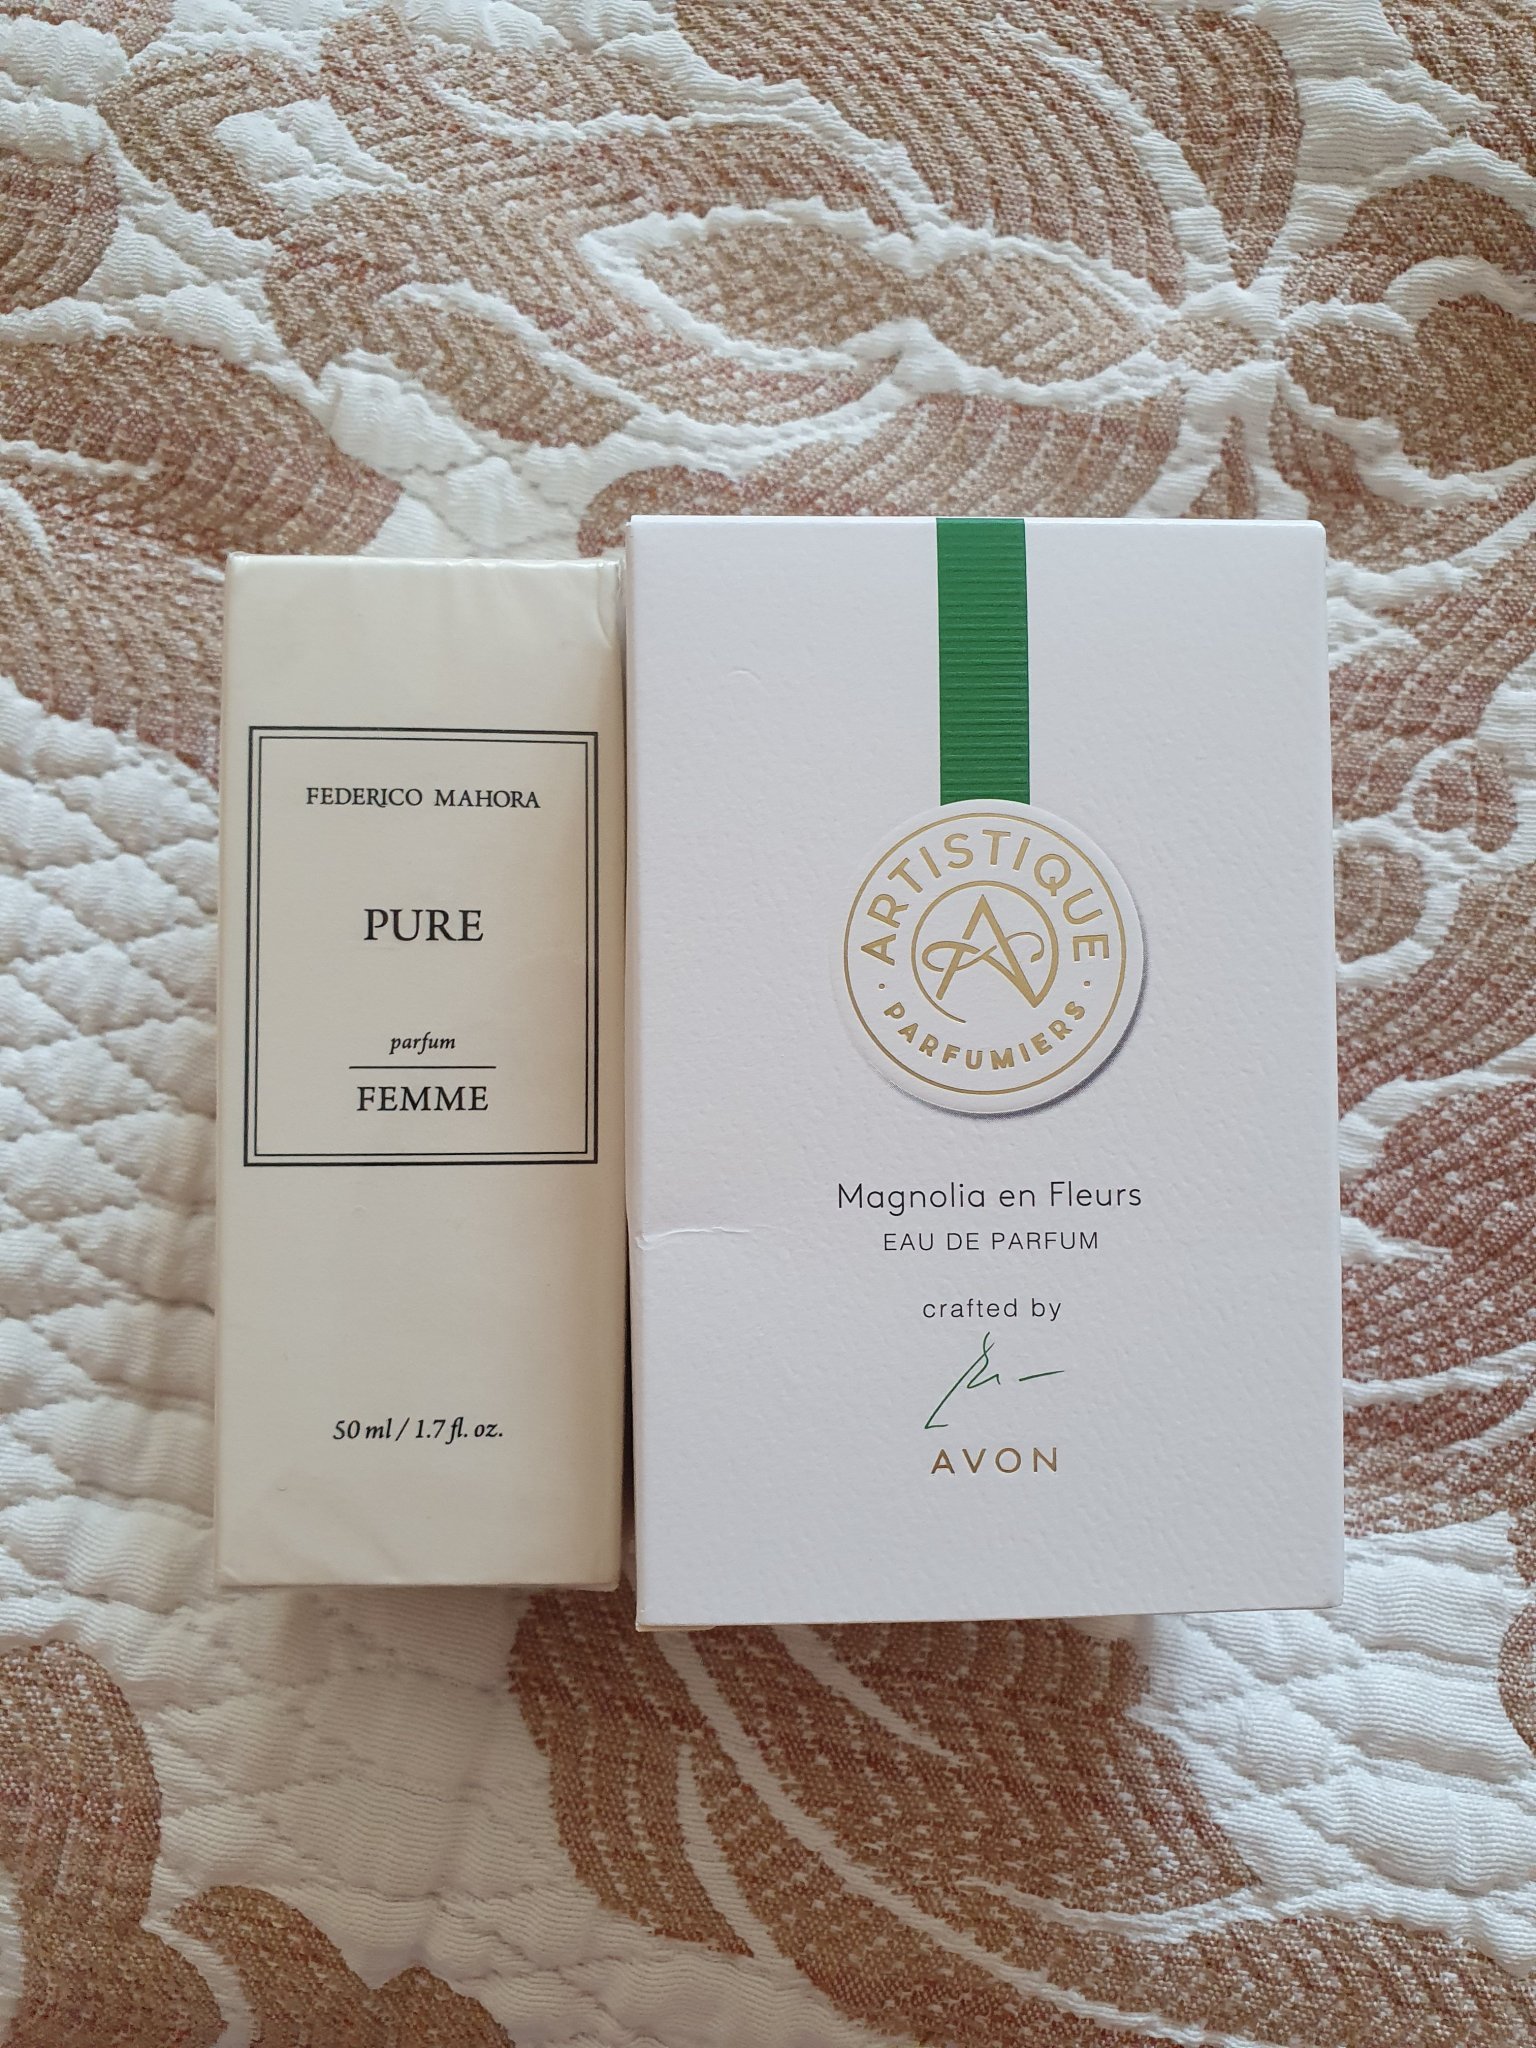 FEDERICO MAHORA
PURE
parfum
FEMME
50 ml / 1.7 fl. oz.
ARTISTIQUE
· PARFUMIERS ·
Magnolia en Fleurs
EAU DE PARFUM
crafted by
AVON